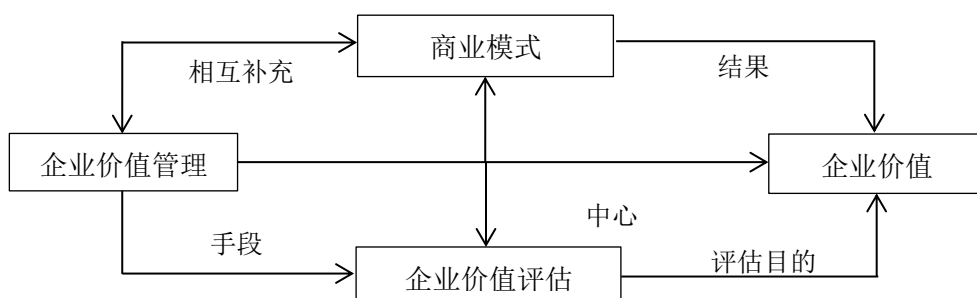 商业模式
相互补充
结果
企业价值管理
企业价值
中心
手段
评估目的
企业价值评估